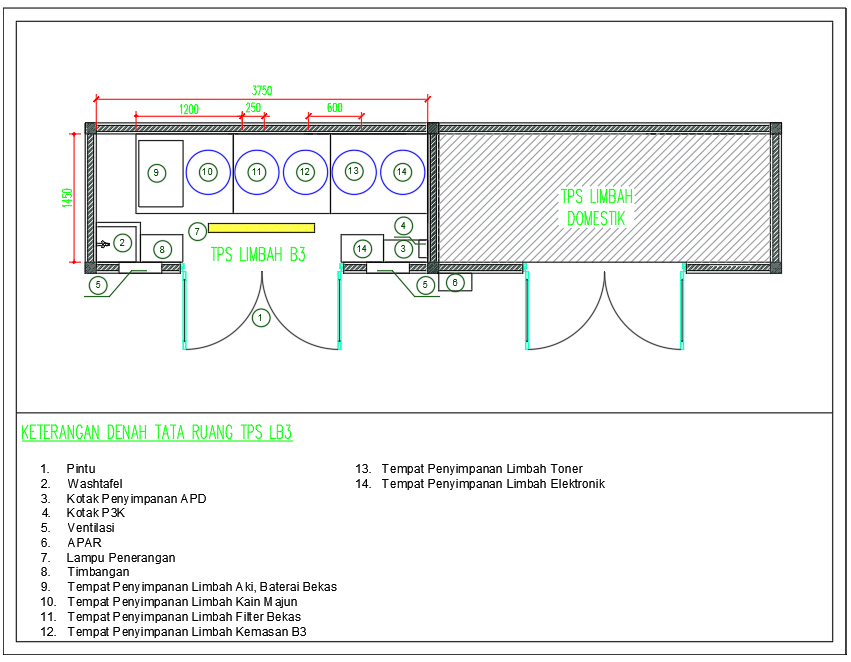 3750
1200 250 600
1450
9 10 11 12 13 14
TPS LIMBAH
DOMESTIK
7 4
2 8 14 3
TPS LIMBAH B3
5 5 6
1
KETERANGAN DENAH TATA RUANG TPS LB3
1. Pintu
2. Washtafel
3. Kotak Penyimpanan APD
4. Kotak P3K
5. Ventilasi
6. APAR
7. Lampu Penerangan
8. Timbangan
9. Tempat Penyimpanan Limbah Aki, Baterai Bekas
10. Tempat Penyimpanan Limbah Kain Majun
11. Tempat Penyimpanan Limbah Filter Bekas
12. Tempat Penyimpanan Limbah Kemasan B3
13. Tempat Penyimpanan Limbah Toner
14. Tempat Penyimpanan Limbah Elektronik